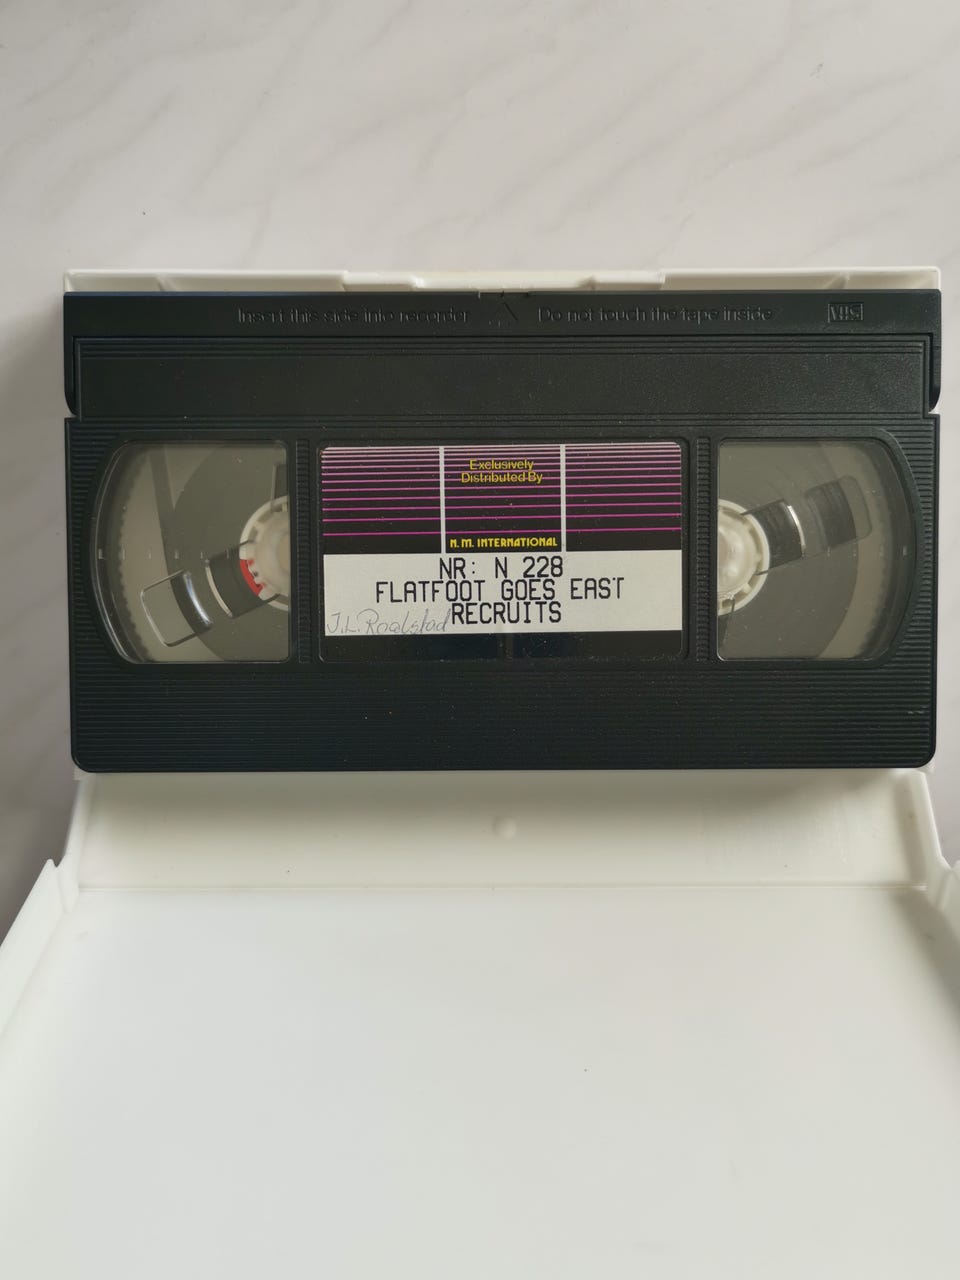 Insert this side into recorder Do not touch the tape inside VHS
Exclusively
Distributed By
N.M. INTERNATIONAL
NR: N 228
FLATFOOT GOES EAST
RECRUITS
J.L.